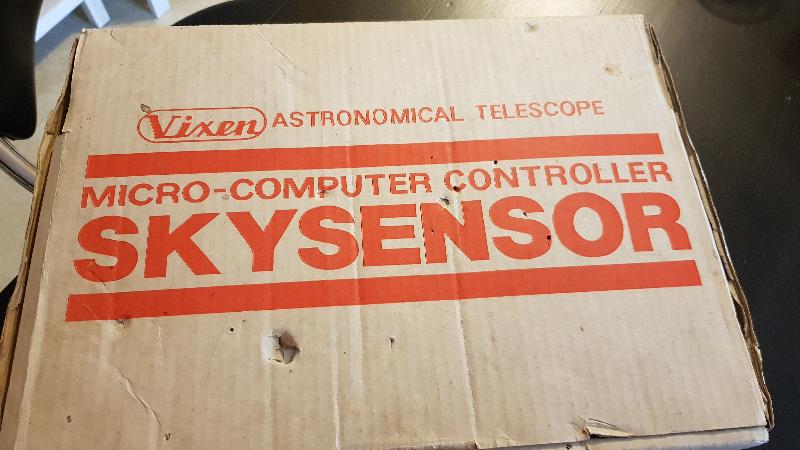 Vixen ASTRONOMICAL TELESCOPE
MICRO-COMPUTER CONTROLLER
SKYSENSOR